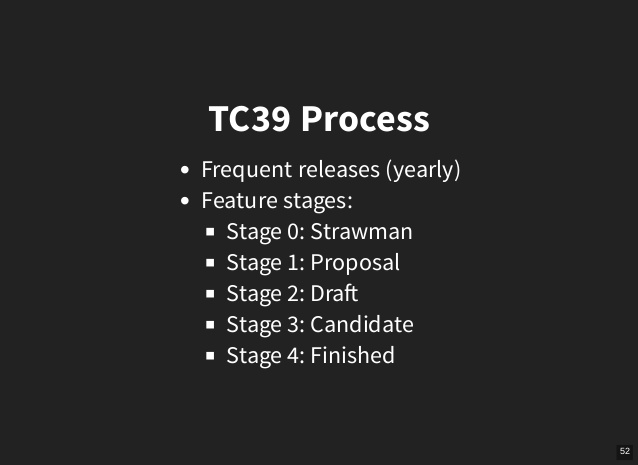 TC39 Process
• Frequent releases (yearly)
• Feature stages:
▪ Stage 0: Strawman
▪ Stage 1: Proposal
▪ Stage 2: Draft
▪ Stage 3: Candidate
▪ Stage 4: Finished
52